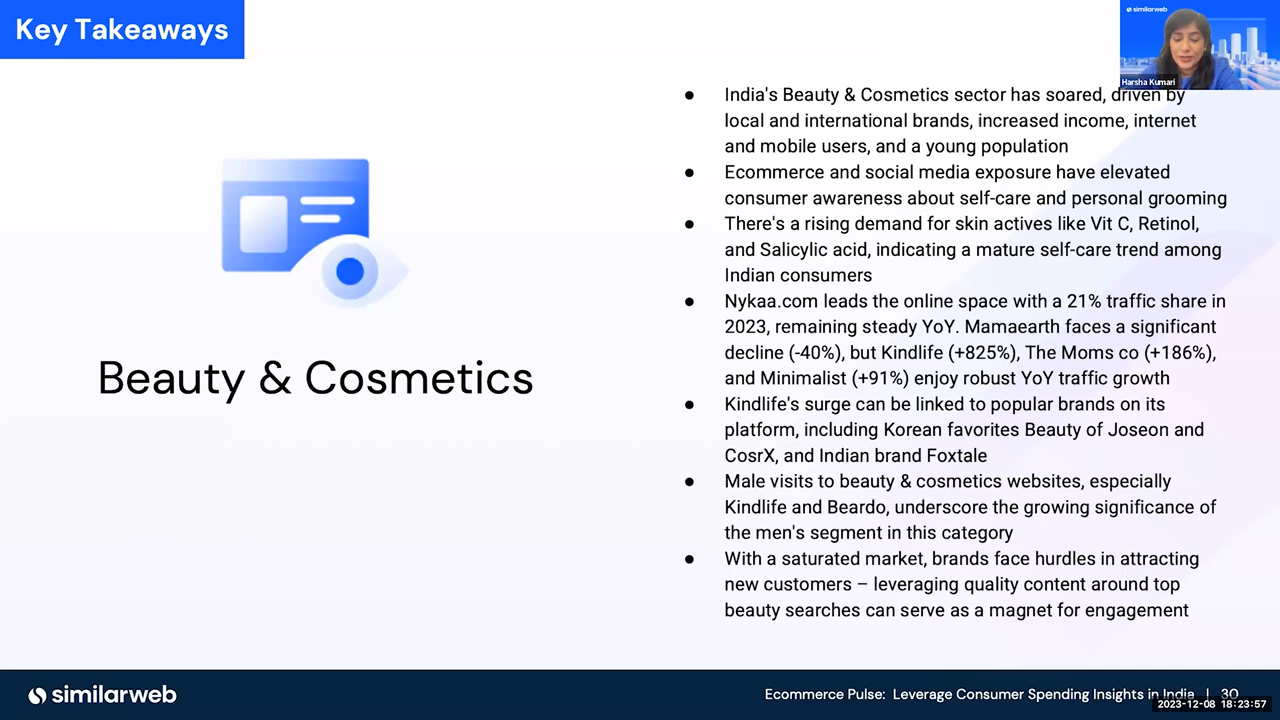 Key Takeaways
similarweb
Harsha Kumari
● India's Beauty & Cosmetics sector has soared, driven by
local and international brands, increased income, internet
and mobile users, and a young population
● Ecommerce and social media exposure have elevated
consumer awareness about self-care and personal grooming
● There's a rising demand for skin actives like Vit C, Retinol,
and Salicylic acid, indicating a mature self-care trend among
Indian consumers
● Nykaa.com leads the online space with a 21% traffic share in
2023, remaining steady YoY. Mamaearth faces a significant
decline (-40%), but Kindlife (+825%), The Moms co (+186%),
and Minimalist (+91%) enjoy robust YoY traffic growth
● Kindlife's surge can be linked to popular brands on its
platform, including Korean favorites Beauty of Joseon and
CosrX, and Indian brand Foxtale
● Male visits to beauty & cosmetics websites, especially
Kindlife and Beardo, underscore the growing significance of
the men's segment in this category
● With a saturated market, brands face hurdles in attracting
new customers – leveraging quality content around top
beauty searches can serve as a magnet for engagement
Beauty & Cosmetics
similarweb
Ecommerce Pulse: Leverage Consumer Spending Insights in India | 30
2023-12-08 18:23:57